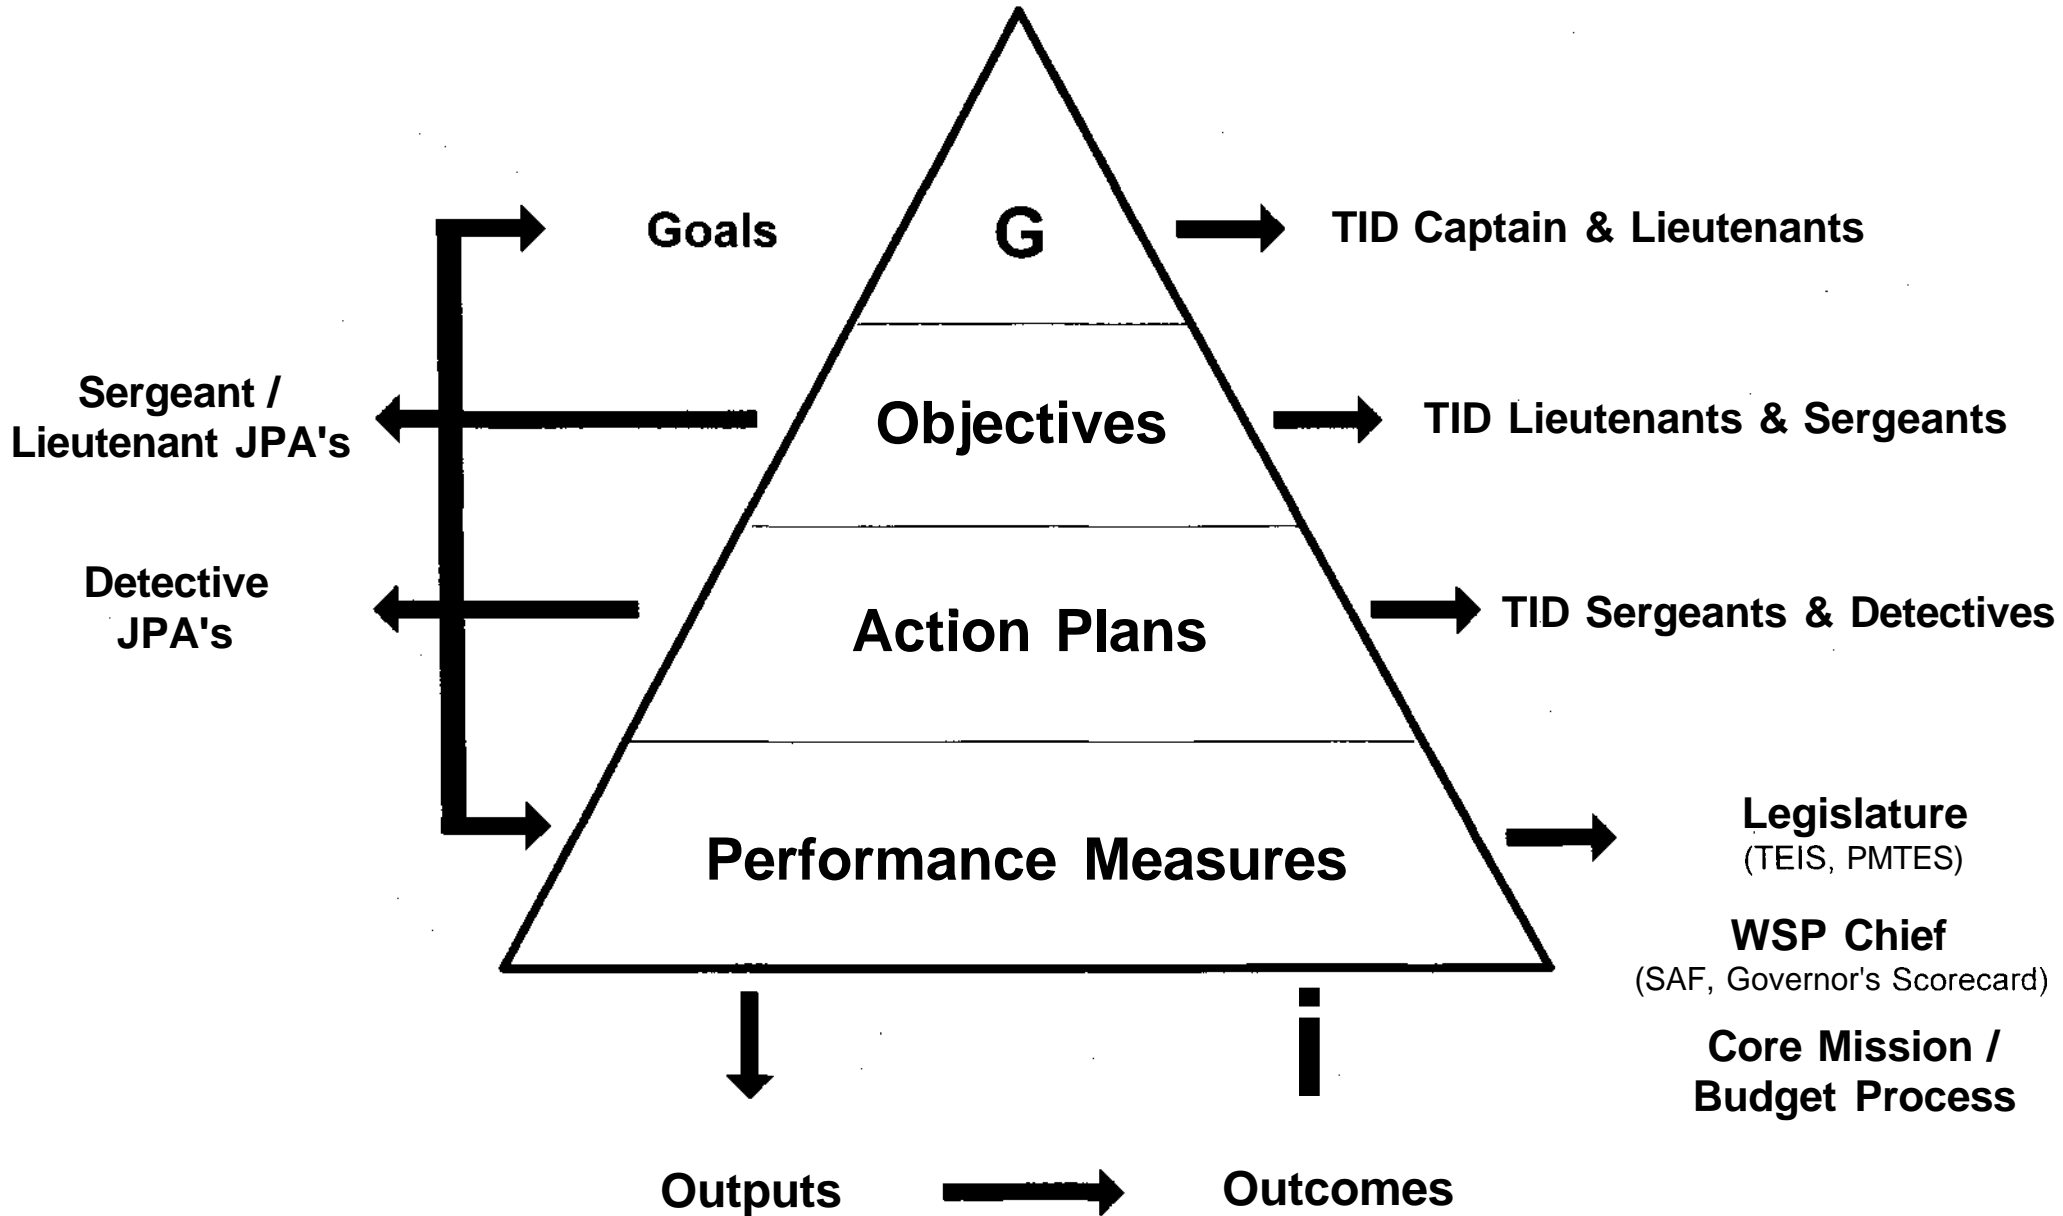 Goals
G
TID Captain & Lieutenants
Sergeant /
Lieutenant JPA's
Objectives
TID Lieutenants & Sergeants
Detective
JPA's
Action Plans
TID Sergeants & Detectives
Performance Measures
Legislature
(TEIS, PMTES)
WSP Chief
(SAF, Governor's Scorecard)
Core Mission /
Budget Process
Outputs
Outcomes